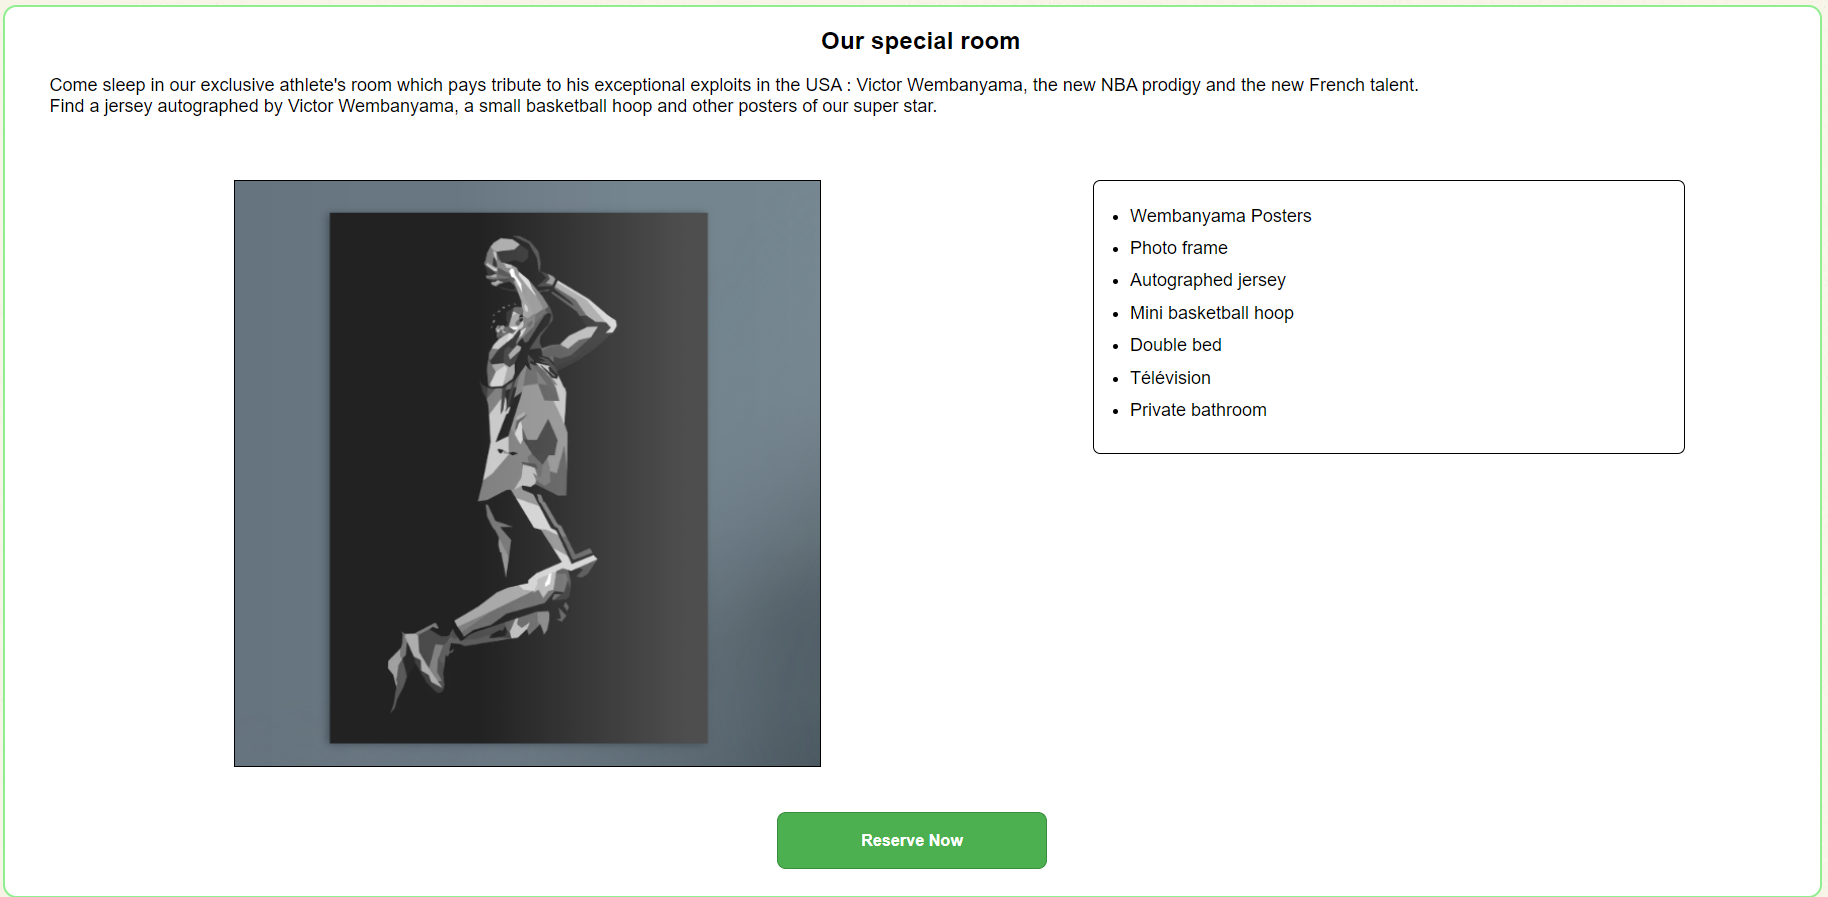 Our special room
Come sleep in our exclusive athlete's room which pays tribute to his exceptional exploits in the USA : Victor Wembanyama, the new NBA prodigy and the new French talent.
Find a jersey autographed by Victor Wembanyama, a small basketball hoop and other posters of our super star.
Wembanyama Posters
Photo frame
Autographed jersey
Mini basketball hoop
Double bed
Télévision
Private bathroom
Reserve Now